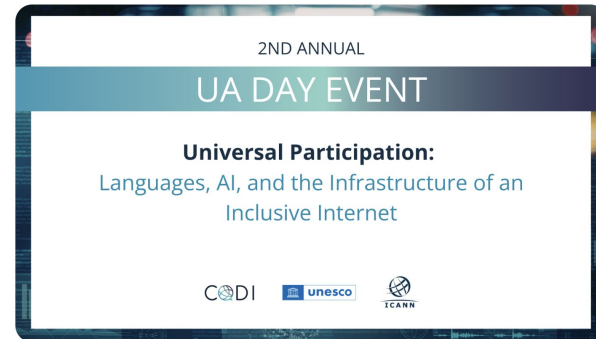 2ND ANNUAL
UA DAY EVENT
Universal Participation:
Languages, AI, and the Infrastructure of an
Inclusive Internet
CODI unesco ICANN